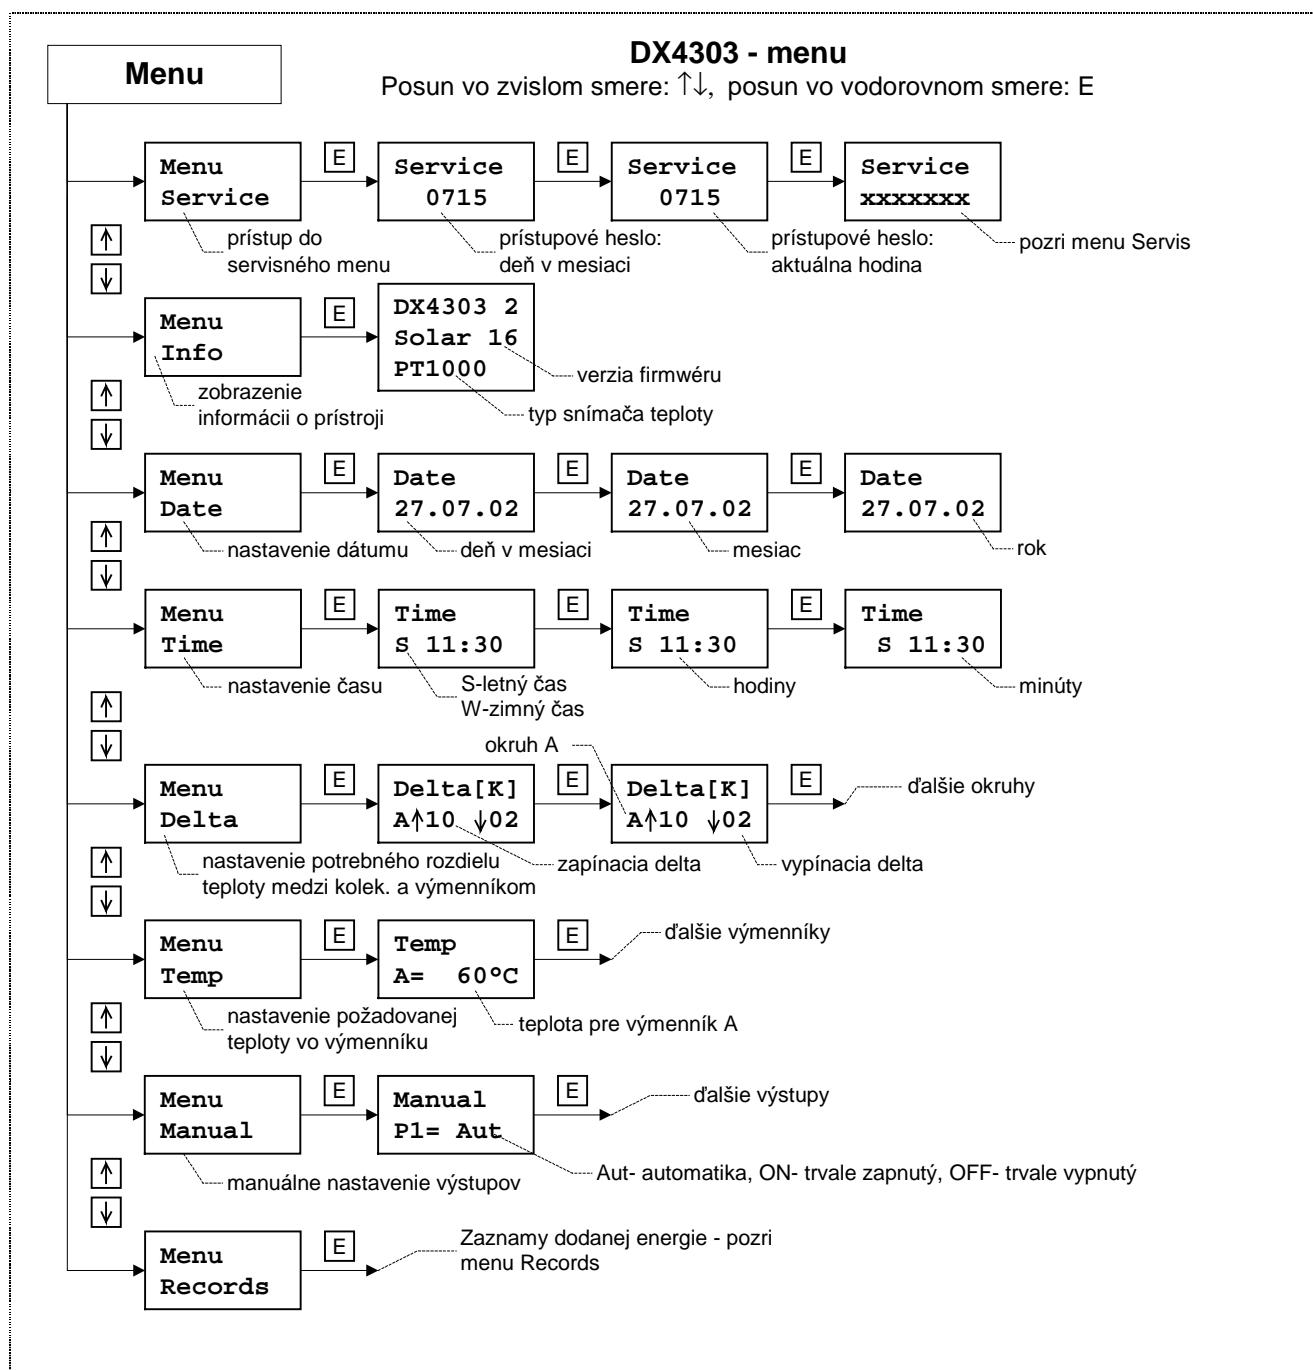 Menu
DX4303 - menu
Posun vo zvislom smere: ↑↓, posun vo vodorovnom smere: E
Menu
Service
E
Service
0715
E
Service
0715
E
Service
xxxxxxx
prístup do
servisného menu
prístupové heslo:
deň v mesiaci
prístupové heslo:
aktuálna hodina
pozri menu Servis
↑
↓
Menu
Info
E
DX4303 2
Solar 16
PT1000
verzia firmwéru
typ snímača teploty
zobrazenie
informácii o prístroji
↑
↓
Menu
Date
E
Date
27.07.02
E
Date
27.07.02
E
Date
27.07.02
nastavenie dátumu
deň v mesiaci
mesiac
rok
↑
↓
Menu
Time
E
Time
S 11:30
E
Time
S 11:30
E
Time
S 11:30
nastavenie času
S-letný čas
W-zimný čas
hodiny
minúty
↑
↓
okruh A
Menu
Delta
E
Delta[K]
A↑10 ↓02
E
Delta[K]
A↑10 ↓02
E
ďalšie okruhy
nastavenie potrebného rozdielu
teploty medzi kolek. a výmenníkom
zapínacia delta
vypínacia delta
↑
↓
Menu
Temp
E
Temp
A= 60°C
E
ďalšie výmenníky
nastavenie požadovanej
teploty vo výmenníku
teplota pre výmenník A
↑
↓
Menu
Manual
E
Manual
P1= Aut
E
ďalšie výstupy
manuálne nastavenie výstupov
Aut- automatika, ON- trvale zapnutý, OFF- trvale vypnutý
↑
↓
Menu
Records
E
Zaznamy dodanej energie - pozri
menu Records